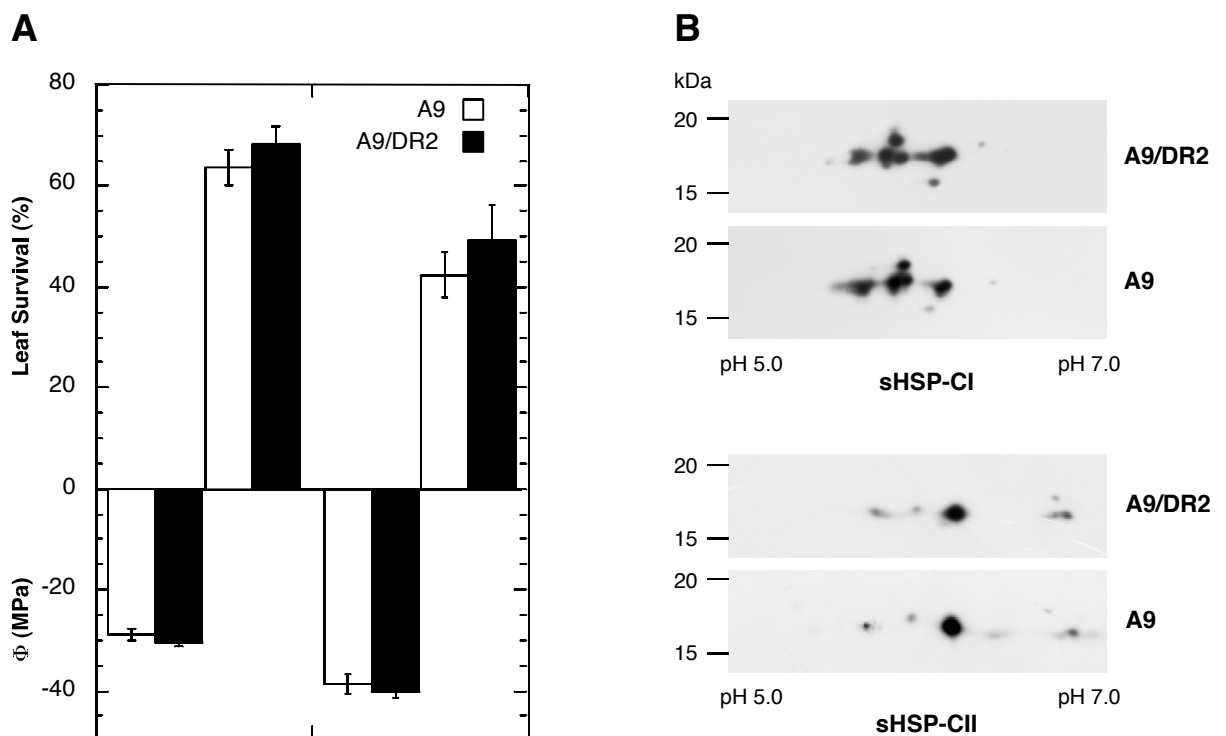 A
80
60
40
20
0
-20
-40
Leaf Survival (%)
Φ (MPa)
A9
A9/DR2
B
kDa
20
15
A9/DR2
20
15
A9
pH 5.0
pH 7.0
sHSP-CI
20
15
A9/DR2
20
15
A9
pH 5.0
pH 7.0
sHSP-CII